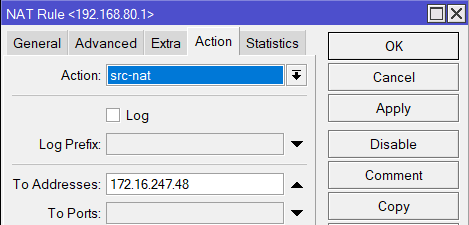 NAT Rule <192.168.80.1>
General Advanced Extra Action Statistics
OK
Action: src-nat
Cancel
Log
Apply
Log Prefix:
Disable
To Addresses: 172.16.247.48
Comment
To Ports:
Copy